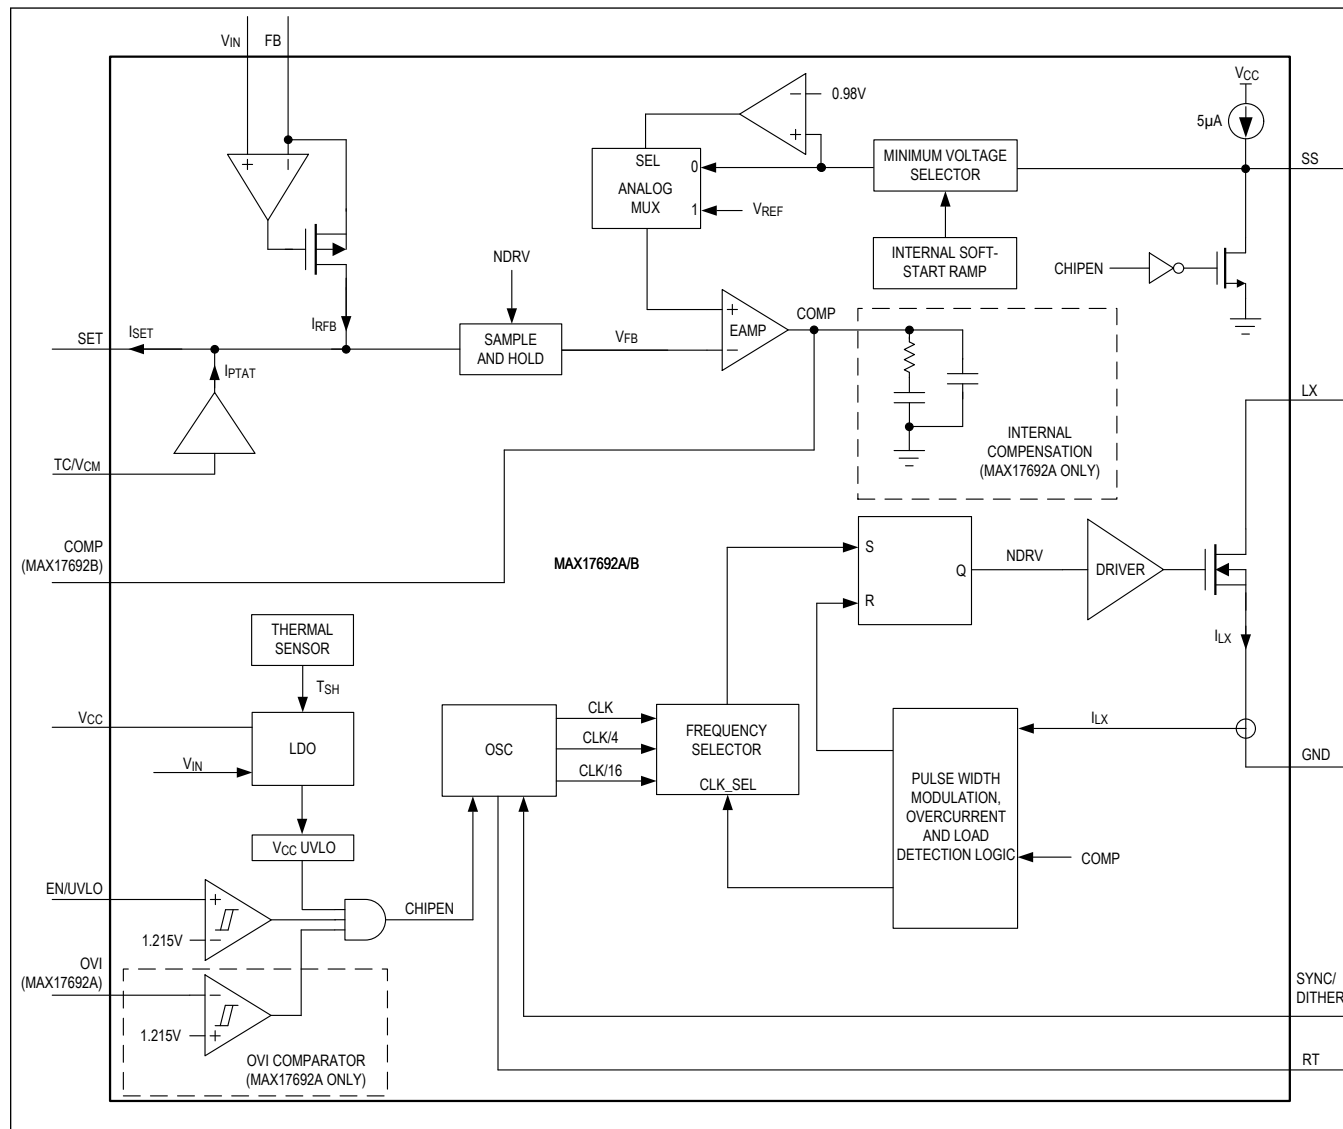 VIN
FB
+
−
−
0.98V
+
VCC
5µA
SS
SEL
0
ANALOG
MUX
1
VREF
MINIMUM VOLTAGE
SELECTOR
INTERNAL SOFT-
START RAMP
CHIPEN
NDRV
SET
ISET
IRFB
SAMPLE
AND HOLD
VFB
+
EAMP
−
COMP
IPTAT
TC/VCM
INTERNAL
COMPENSATION
(MAX17692A ONLY)
LX
COMP
(MAX17692B)
MAX17692A/B
S
Q
R
NDRV
DRIVER
ILX
THERMAL
SENSOR
TSH
VCC
LDO
VIN
VCC UVLO
OSC
CLK
CLK/4
CLK/16
FREQUENCY
SELECTOR
CLK_SEL
ILX
PULSE WIDTH
MODULATION,
OVERCURRENT
AND LOAD
DETECTION LOGIC
COMP
GND
EN/UVLO
+
1.215V
−
CHIPEN
OVI
(MAX17692A)
−
1.215V
+
OVI COMPARATOR
(MAX17692A ONLY)
SYNC/
DITHER
RT